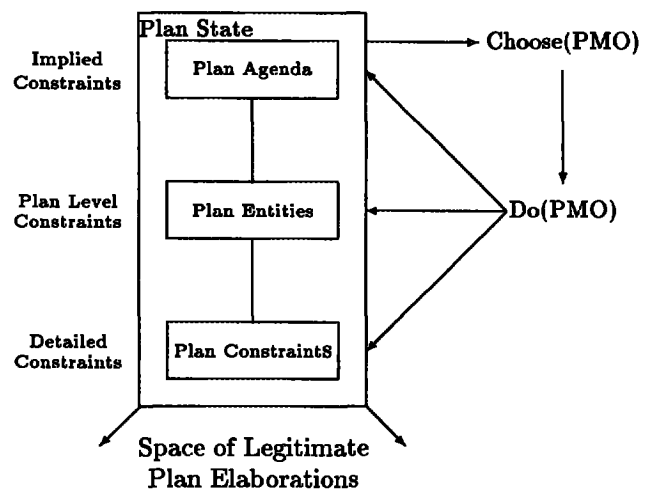 Plan State
Choose(PMO)
Implied
Constraints
Plan Agenda
Plan Level
Constraints
Plan Entities
Do(PMO)
Detailed
Constraints
Plan ConstraintS
Space of Legitimate
Plan Elaborations